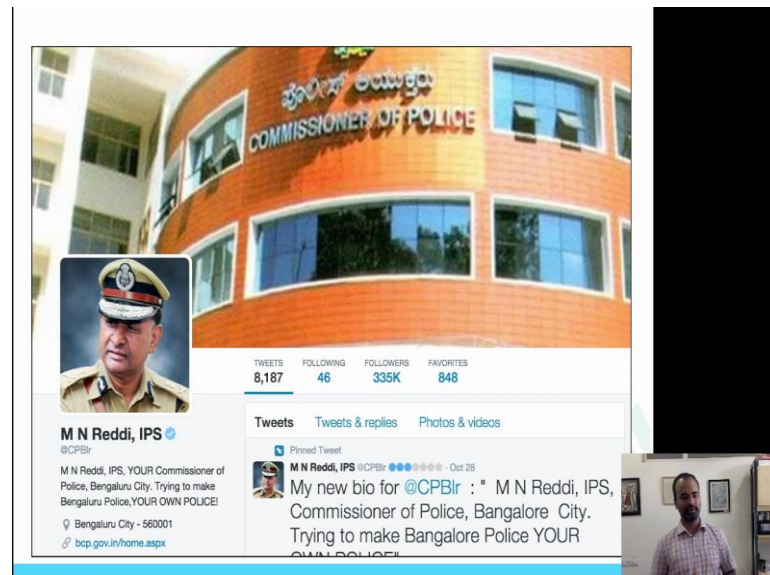 ಪೊಲೀಸ್ ಆಯುಕ್ತರು
COMMISSIONER OF POLICE
TWEETS FOLLOWING FOLLOWERS FAVORITES
8,187 46 335K 848
M N Reddi, IPS
@CPBlr
M N Reddi, IPS, YOUR Commissioner of
Police, Bengaluru City. Trying to make
Bengaluru Police,YOUR OWN POLICE!
Bengaluru City - 560001
bcp.gov.in/home.aspx
Tweets Tweets & replies Photos & videos
Pinned Tweet
M N Reddi, IPS @CPBlr · Oct 28
My new bio for @CPBlr : " M N Reddi, IPS,
Commissioner of Police, Bangalore City.
Trying to make Bangalore Police YOUR
OWN POLICE"